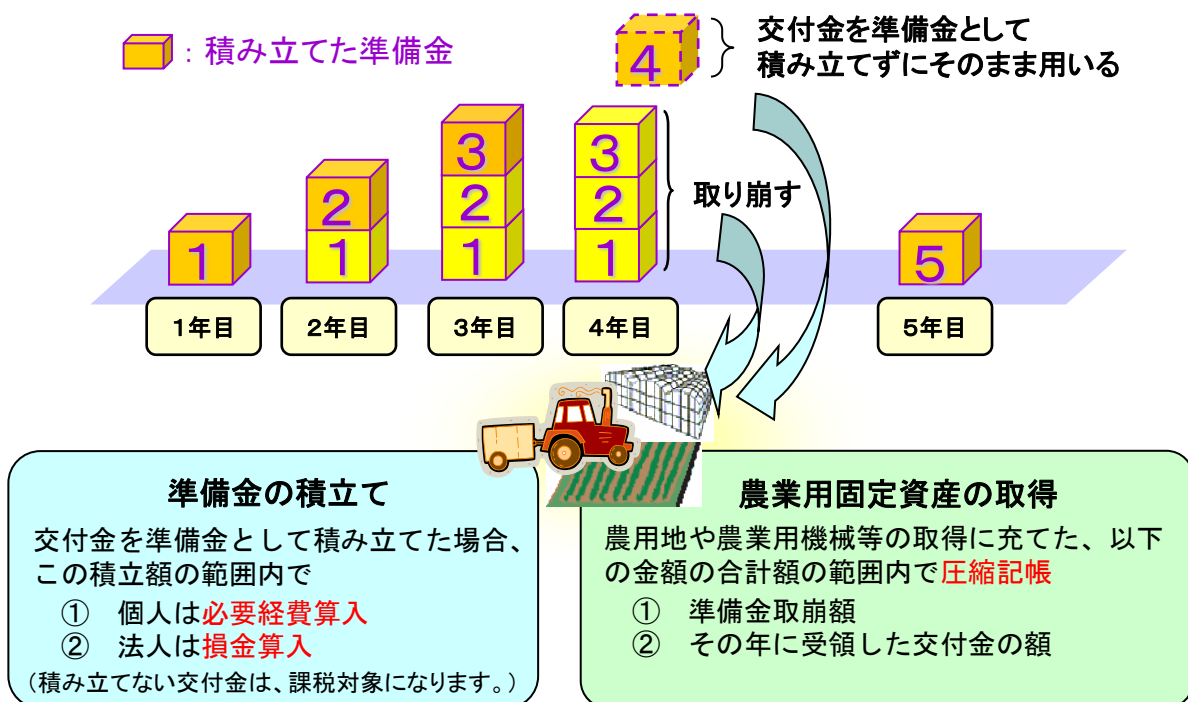 ：積み立てた準備金
4
交付金を準備金として
積み立てずにそのまま用いる
1
2
1
3
2
1
3
2
1
取り崩す
5
1年目
2年目
3年目
4年目
5年目
準備金の積立て
交付金を準備金として積み立てた場合、
この積立額の範囲内で
① 個人は必要経費算入
② 法人は損金算入
（積み立てない交付金は、課税対象になります。）
農業用固定資産の取得
農用地や農業用機械等の取得に充てた、以下
の金額の合計額の範囲内で圧縮記帳
① 準備金取崩額
② その年に受領した交付金の額